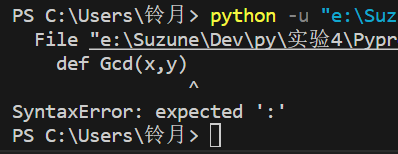 PS C:\Users\铃月> python -u "e:\Suz
File "e:\Suzune\Dev\py\实验4\Pypr
def Gcd(x,y)
^
SyntaxError: expected ':'
PS C:\Users\铃月>